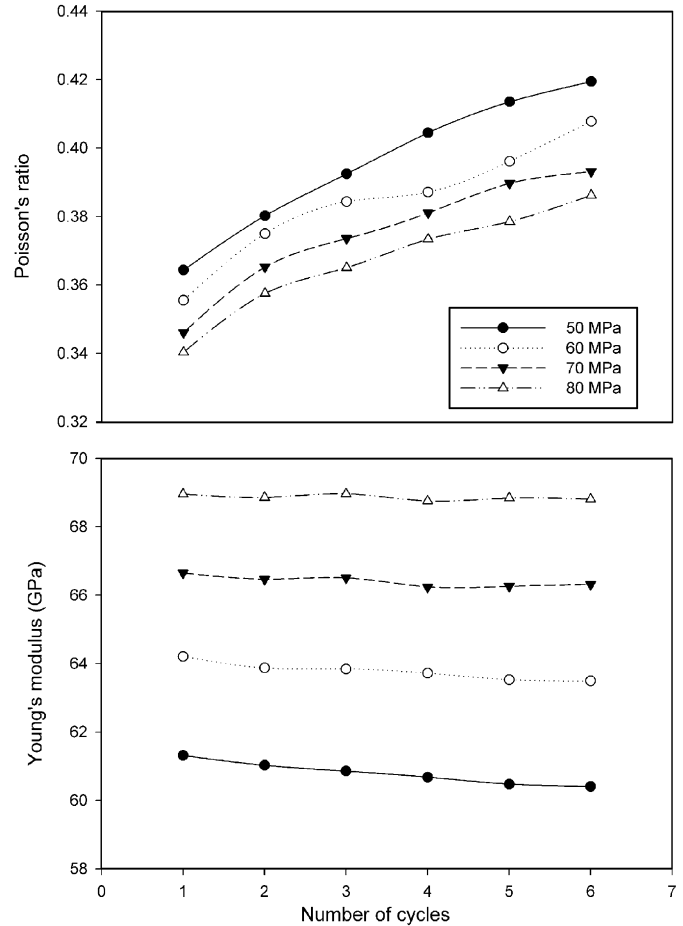 0.44
0.42
0.40
0.38
0.36
0.34
0.32
Poisson's ratio
50 MPa
60 MPa
70 MPa
80 MPa
70
68
66
64
62
60
58
Young's modulus (GPa)
0 1 2 3 4 5 6 7
Number of cycles